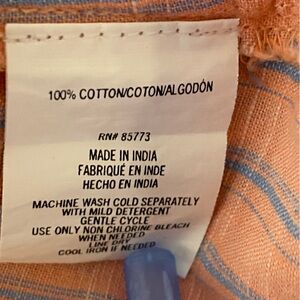 100% COTTON/COTON/ALGODÓN
RN# 85773
MADE IN INDIA
FABRIQUÉ EN INDE
HECHO EN INDIA
MACHINE WASH COLD SEPARATELY
WITH MILD DETERGENT
GENTLE CYCLE
USE ONLY NON CHLORINE BLEACH
WHEN NEEDED
LINE DRY
COOL IRON IF NEEDED